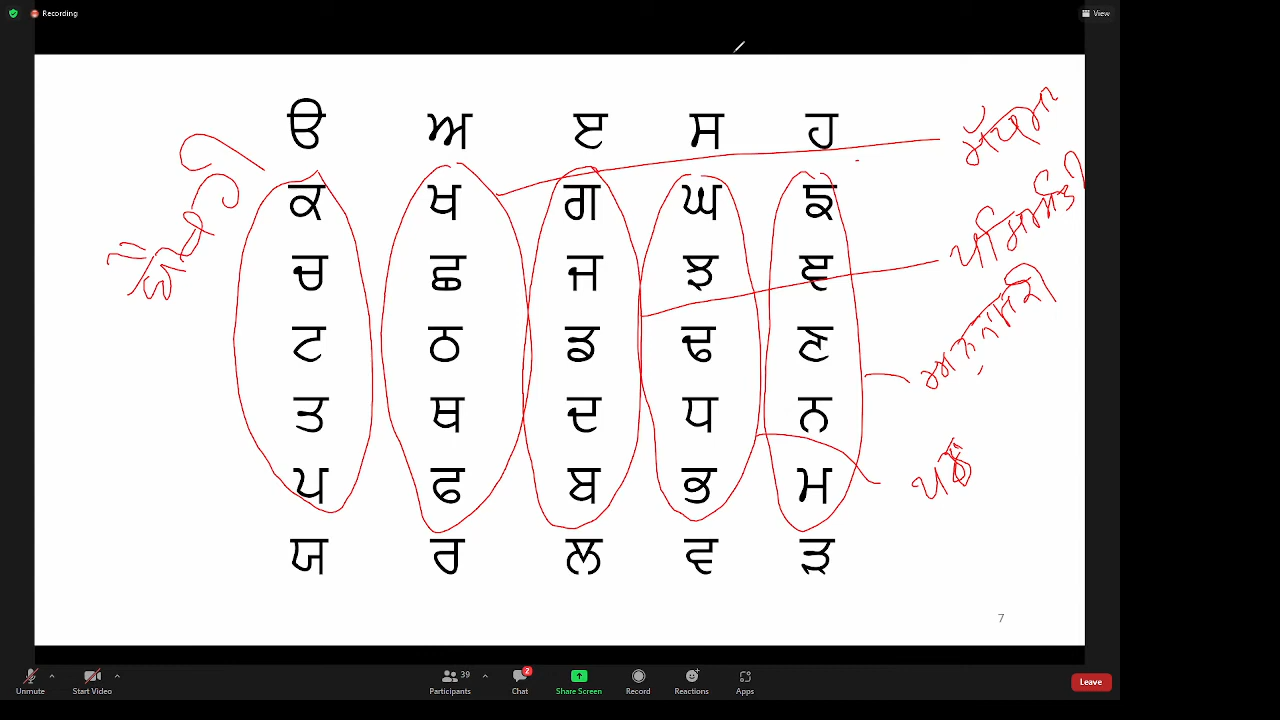 Recording
View
ੳ ਅ ੲ ਸ ਹ
ਕ ਖ ਗ ਘ ਙ
ਚ ਛ ਜ ਝ ਞ
ਟ ਠ ਡ ਢ ਣ
ਤ ਥ ਦ ਧ ਨ
ਪ ਫ ਬ ਭ ਮ
ਯ ਰ ਲ ਵ ੜ
7
Unmute
Start Video
39
Participants
2
Chat
Share Screen
Record
Reactions
Apps
Leave